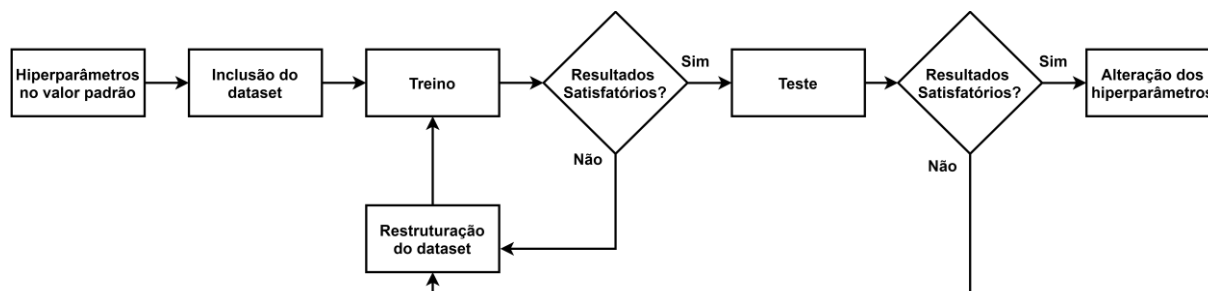 Hiperparâmetros
no valor padrão
Inclusão do
dataset
Treino
Resultados
Satisfatórios?
Sim
Não
Teste
Resultados
Satisfatórios?
Sim
Não
Alteração dos
hiperparâmetros
Restruturação
do dataset